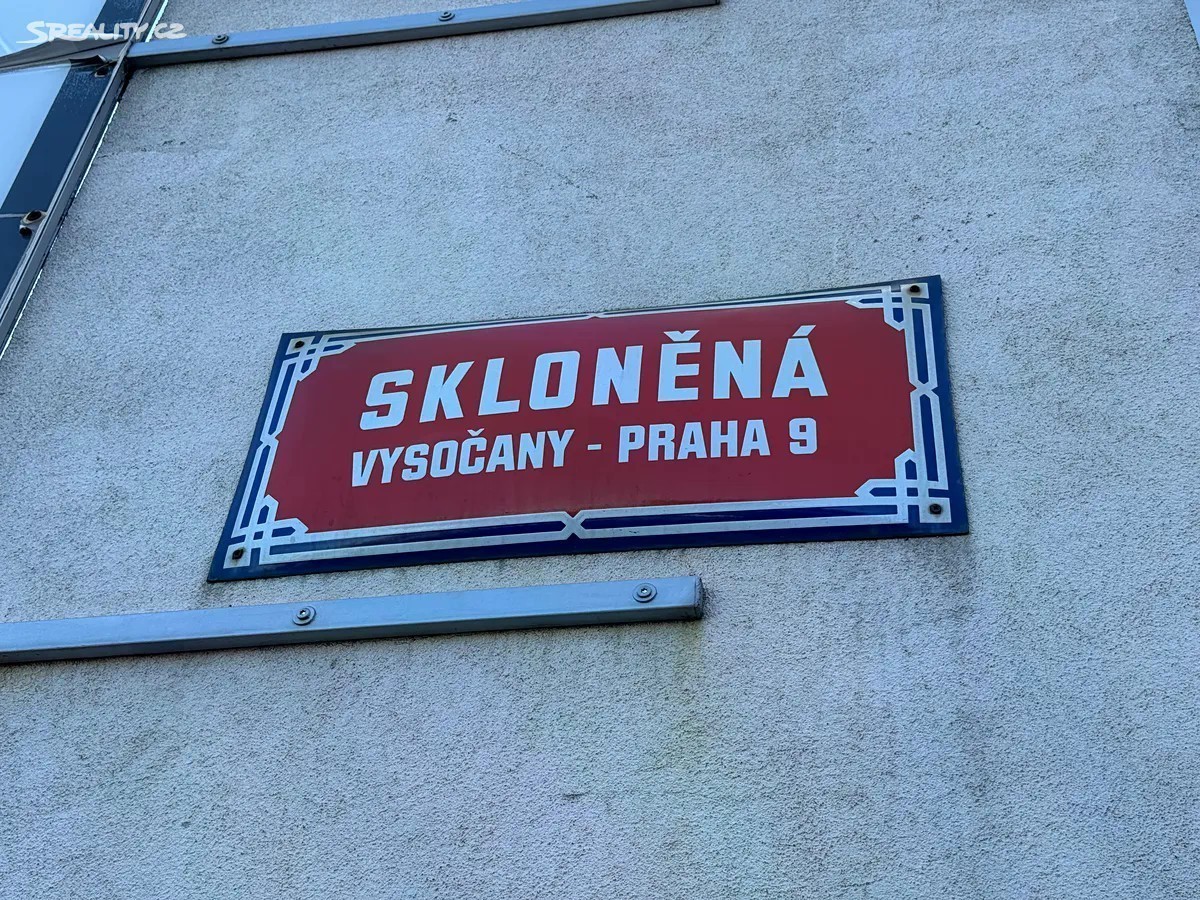 SREALITY.CZ
SKLONĚNÁ
VYSOČANY - PRAHA 9